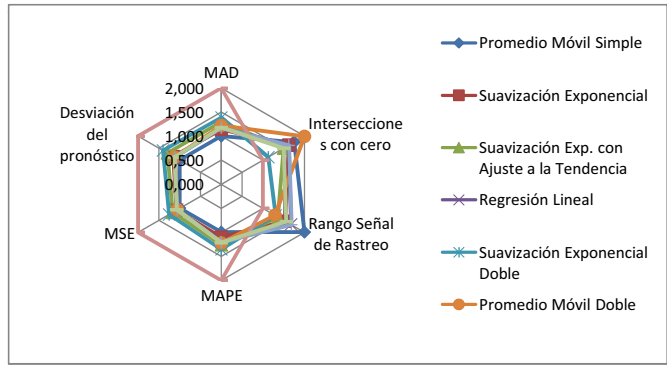 MAD
2,000
1,500
1,000
0,500
0,000
Interseccione
s con cero
Rango Señal
de Rastreo
MAPE
MSE
Desviación
del
pronóstico
Promedio Móvil Simple
Suavización Exponencial
Suavización Exp. con
Ajuste a la Tendencia
Regresión Lineal
Suavización Exponencial
Doble
Promedio Móvil Doble